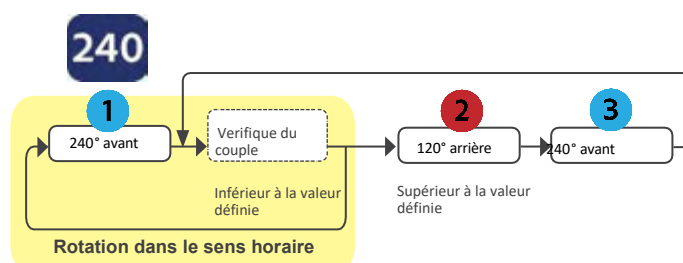 240
1
2
3
240° avant
Verifique du
couple
120° arrière
240° avant
Inférieur à la valeur
définie
Supérieur à la valeur
définie
Rotation dans le sens horaire